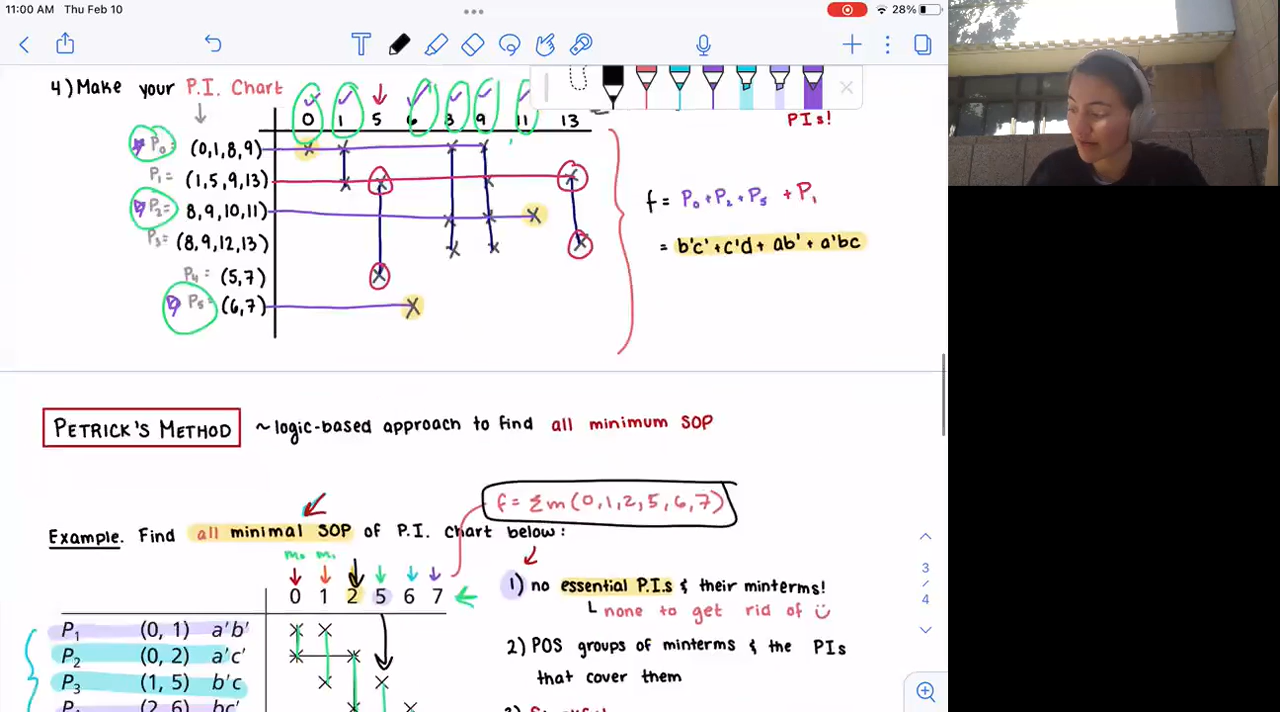 11:00 AM Thu Feb 10
28%
4) Make your P.I. Chart
0 1 5 6 8 9 11 13
PIs!
P0 = (0,1,8,9)
P1 = (1,5,9,13)
P2 = 8,9,10,11)
P3 = (8,9,12,13)
P4 = (5,7)
P5 = (6,7)
f = P0 + P2 + P5 + P1
= b'c' + c'd + ab' + a'bc
PETRICK'S METHOD ~logic-based approach to find all minimum SOP
f = Σm(0,1,2,5,6,7)
Example. Find all minimal SOP of P.I. Chart below:
m0 m1
0 1 2 5 6 7
1) no essential P.I.s & their minterms!
none to get rid of
P1 (0, 1) a'b'
P2 (0, 2) a'c'
P3 (1, 5) b'c
(2, 6) bc'
2) POS groups of minterms & the PIs
that cover them
3
/
4